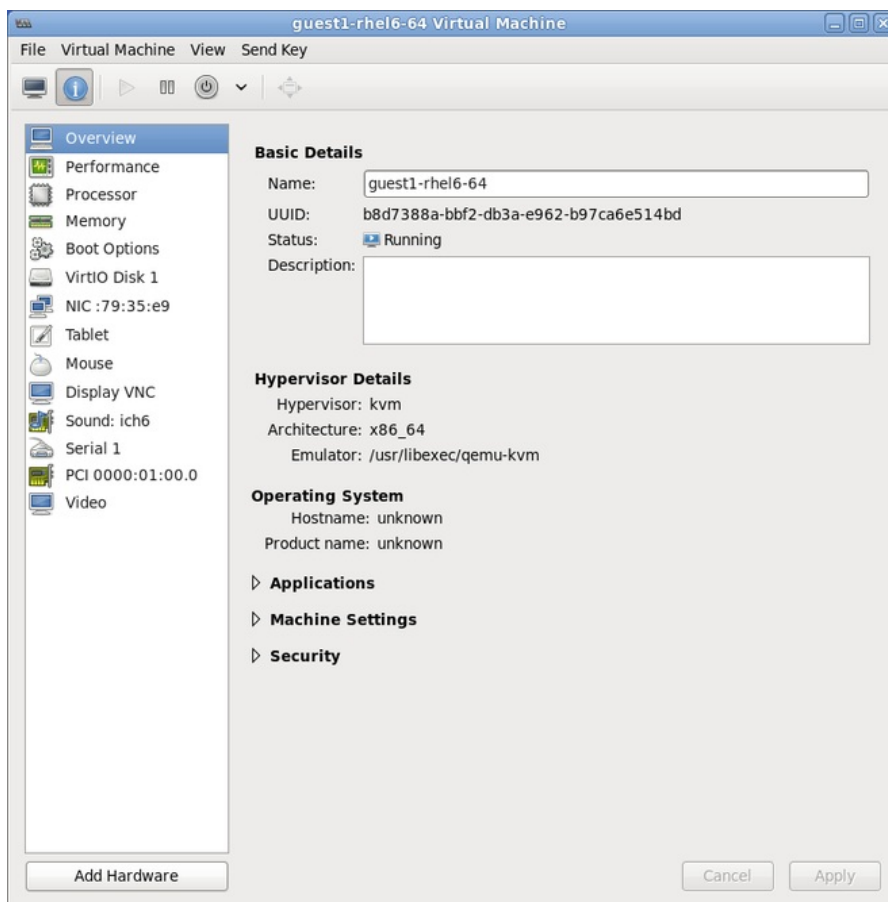 guest1-rhel6-64 Virtual Machine
File Virtual Machine View Send Key
Overview
Performance
Processor
Memory
Boot Options
VirtIO Disk 1
NIC :79:35:e9
Tablet
Mouse
Display VNC
Sound: ich6
Serial 1
PCI 0000:01:00.0
Video
Add Hardware
Basic Details
Name: guest1-rhel6-64
UUID: b8d7388a-bbf2-db3a-e962-b97ca6e514bd
Status: Running
Description:
Hypervisor Details
Hypervisor: kvm
Architecture: x86_64
Emulator: /usr/libexec/qemu-kvm
Operating System
Hostname: unknown
Product name: unknown
Applications
Machine Settings
Security
Cancel Apply